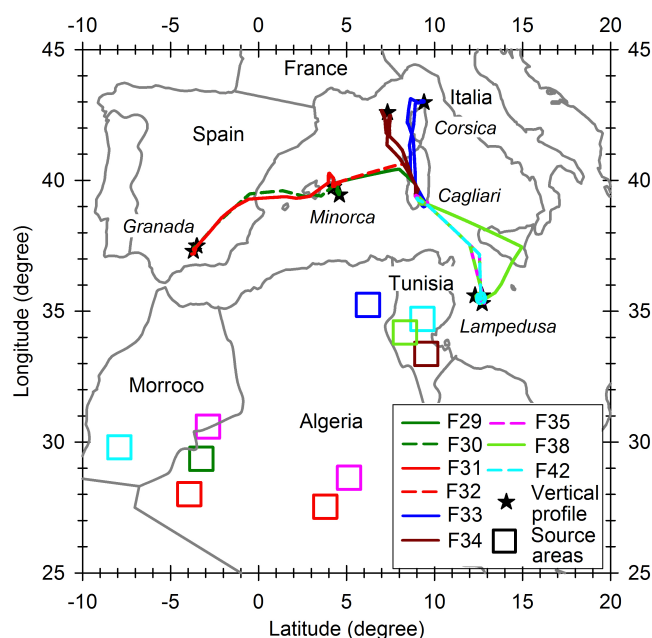 -10 -5 0 5 10 15 20
45 45
France
Italia
Spain
Corsica
40 40
Cagliari
Minorca
Granada
Tunisia
35 35
Lampedusa
Morroco
Algeria
30 30
F29 F35
F30 F38
F31 F42
F32 Vertical
profile
F33
F34 Source
areas
25 25
-10 -5 0 5 10 15 20
Longitude (degree)
Latitude (degree)